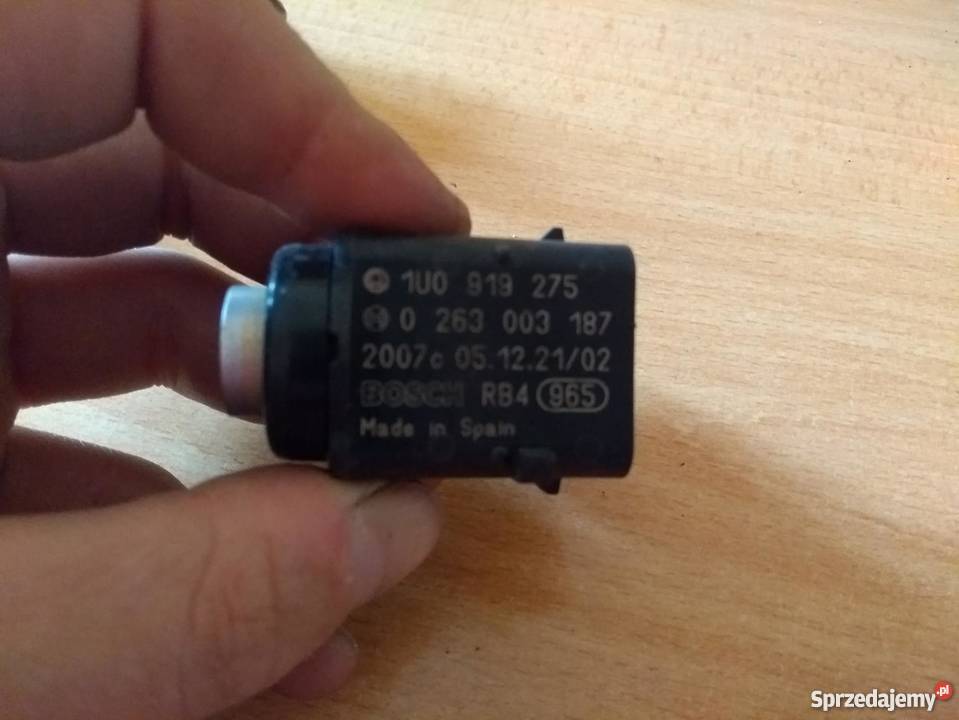 1U0 919 275
0 263 003 187
2007c 05.12.21/02
BOSCH RB4 965
Made in Spain
Sprzedajemy.pl